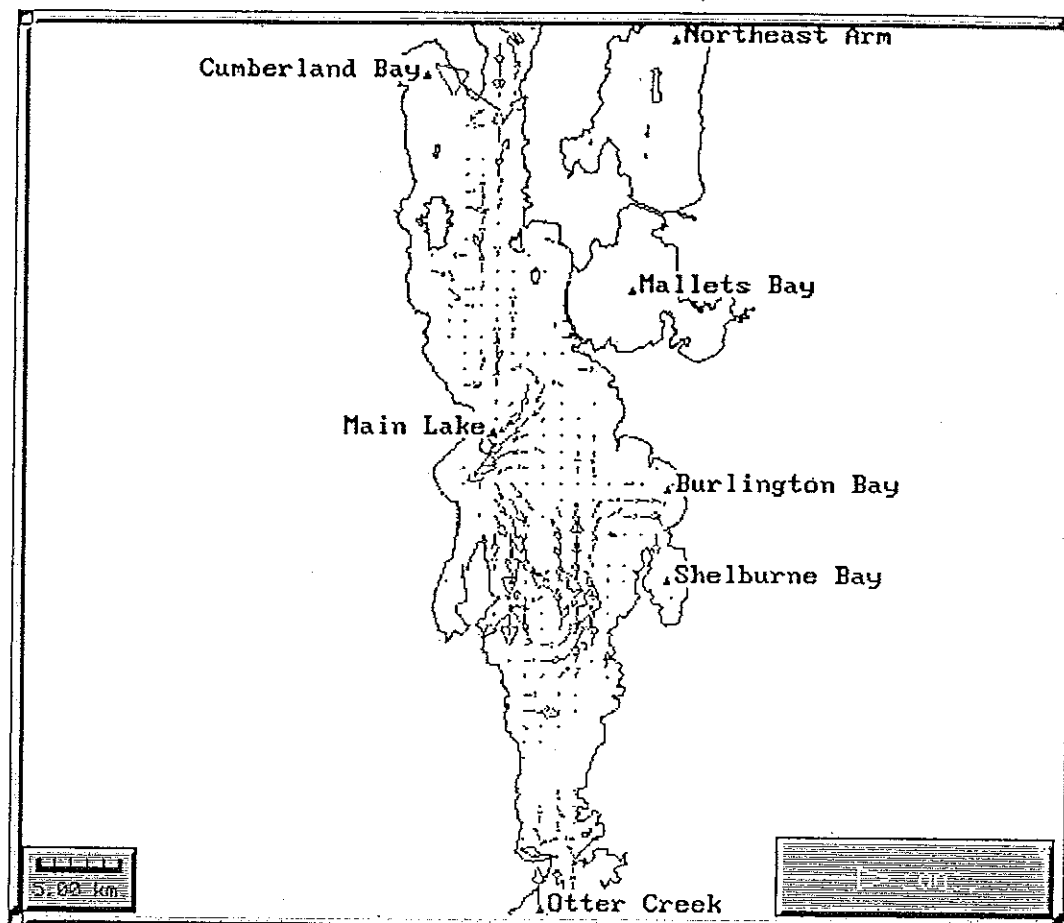 Northeast Arm
Cumberland Bay
Mallets Bay
Main Lake
Burlington Bay
Shelburne Bay
5.00 km
Otter Creek